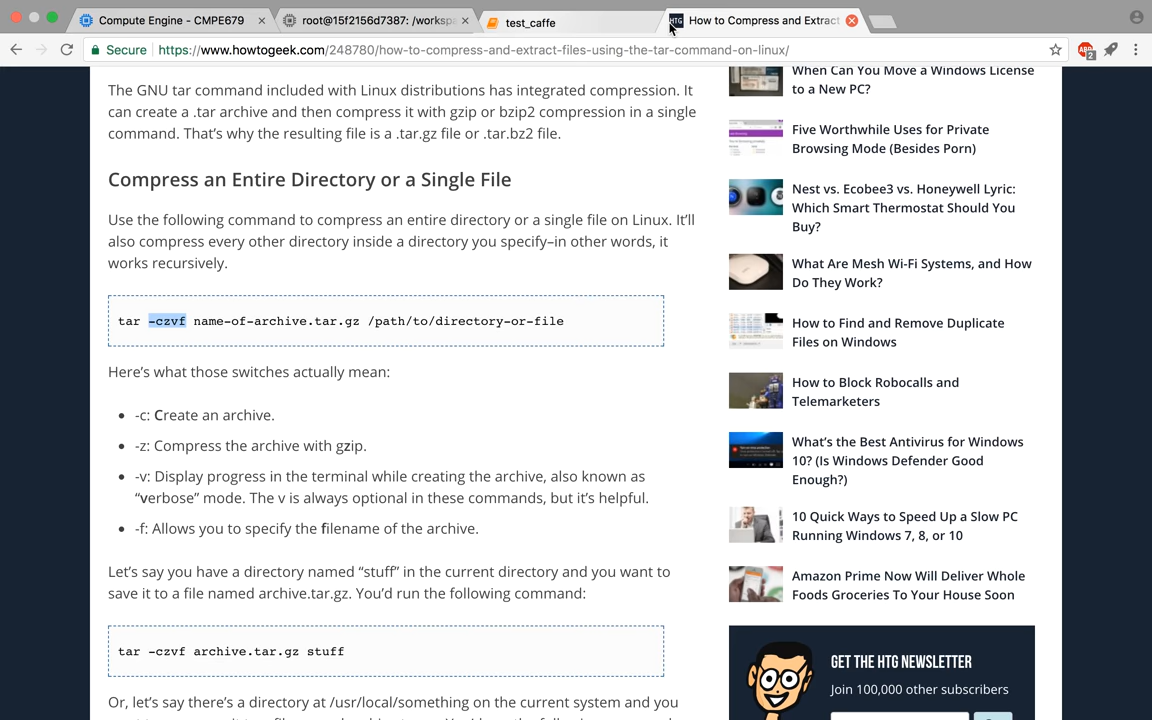 Compute Engine - CMPE679
root@15f2156d7387: /worksp
test_caffe
HTG How to Compress and Extract
Secure https://www.howtogeek.com/248780/how-to-compress-and-extract-files-using-the-tar-command-on-linux/
ABP 2
The GNU tar command included with Linux distributions has integrated compression. It
can create a .tar archive and then compress it with gzip or bzip2 compression in a single
command. That’s why the resulting file is a .tar.gz file or .tar.bz2 file.
Compress an Entire Directory or a Single File
Use the following command to compress an entire directory or a single file on Linux. It’ll
also compress every other directory inside a directory you specify–in other words, it
works recursively.
tar -czvf name-of-archive.tar.gz /path/to/directory-or-file
Here’s what those switches actually mean:
-c: Create an archive.
-z: Compress the archive with gzip.
-v: Display progress in the terminal while creating the archive, also known as
“verbose” mode. The v is always optional in these commands, but it’s helpful.
-f: Allows you to specify the filename of the archive.
Let’s say you have a directory named “stuff” in the current directory and you want to
save it to a file named archive.tar.gz. You’d run the following command:
tar -czvf archive.tar.gz stuff
Or, let’s say there’s a directory at /usr/local/something on the current system and you
When Can You Move a Windows License
to a New PC?
Five Worthwhile Uses for Private
Browsing Mode (Besides Porn)
Nest vs. Ecobee3 vs. Honeywell Lyric:
Which Smart Thermostat Should You
Buy?
What Are Mesh Wi-Fi Systems, and How
Do They Work?
How to Find and Remove Duplicate
Files on Windows
How to Block Robocalls and
Telemarketers
What’s the Best Antivirus for Windows
10? (Is Windows Defender Good
Enough?)
10 Quick Ways to Speed Up a Slow PC
Running Windows 7, 8, or 10
Amazon Prime Now Will Deliver Whole
Foods Groceries To Your House Soon
GET THE HTG NEWSLETTER
Join 100,000 other subscribers